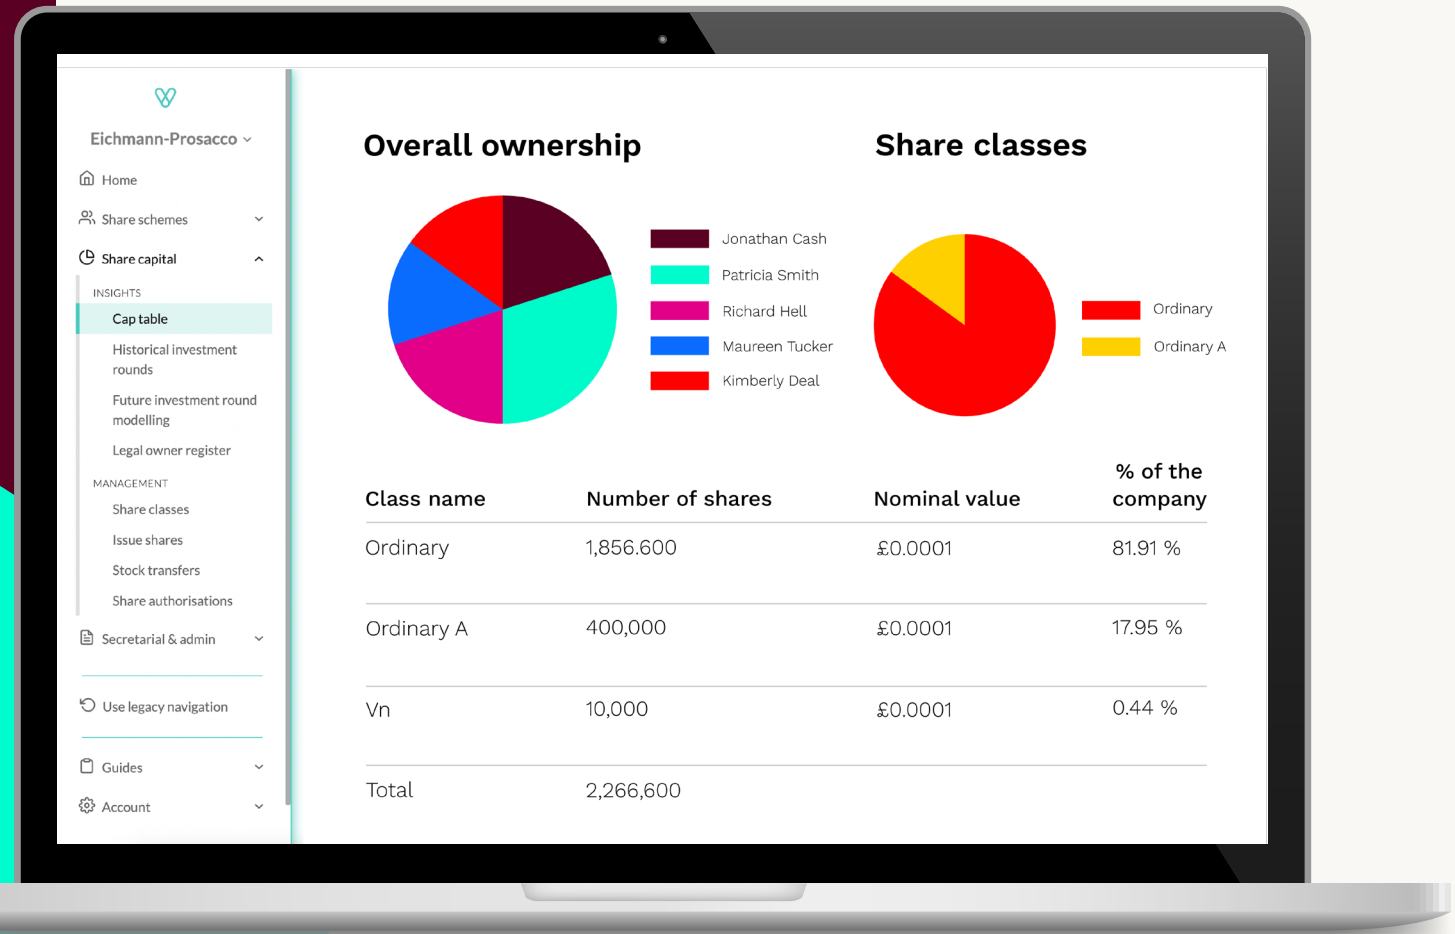 Eichmann-Prosacco
Home
Share schemes
Share capital
INSIGHTS
Cap table
Historical investment
rounds
Future investment round
modelling
Legal owner register
MANAGEMENT
Share classes
Issue shares
Stock transfers
Share authorisations
Secretarial & admin
Use legacy navigation
Guides
Account
Overall ownership
Jonathan Cash
Patricia Smith
Richard Hell
Maureen Tucker
Kimberly Deal
Share classes
Ordinary
Ordinary A
Class name Number of shares Nominal value % of the company
Ordinary 1,856.600 £0.0001 81.91 %
Ordinary A 400,000 £0.0001 17.95 %
Vn 10,000 £0.0001 0.44 %
Total 2,266,600